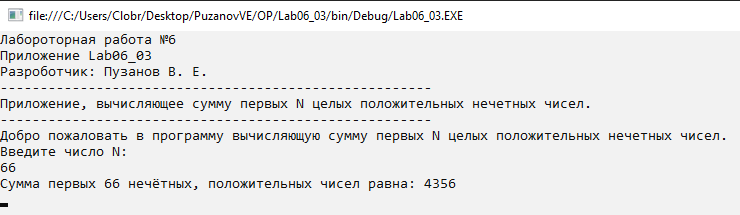 file:///C:/Users/Clobr/Desktop/PuzanovVE/OP/Lab06_03/bin/Debug/Lab06_03.EXE
Лабороторная работа №6
Приложение Lab06_03
Разработчик: Пузанов В. Е.
------------------------------------------------------
Приложение, вычисляющее сумму первых N целых положительных нечетных чисел.
------------------------------------------------------
Добро пожаловать в программу вычисляющую сумму первых N целых положительных нечетных чисел.
Введите число N:
66
Сумма первых 66 нечётных, положительных чисел равна: 4356